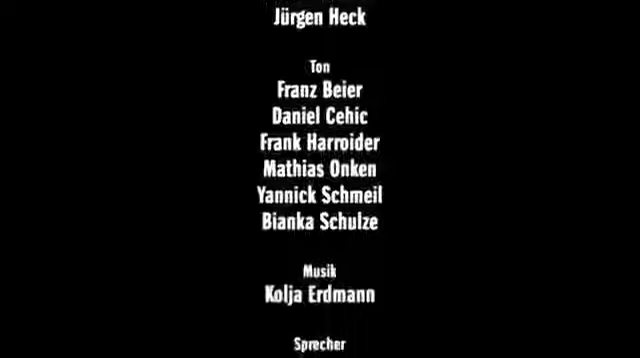 Jürgen Heck
Ton
Franz Beier
Daniel Cehic
Frank Harroider
Mathias Onken
Yannick Schmeil
Bianka Schulze
Musik
Kolja Erdmann
Sprecher